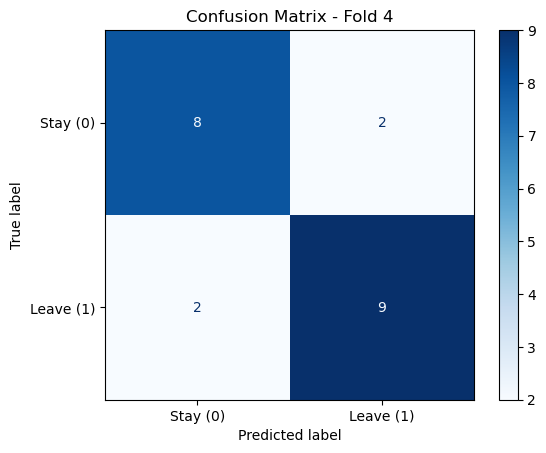 Confusion Matrix - Fold 4
True label
Stay (0)
8
2
Leave (1)
2
9
Stay (0)
Leave (1)
Predicted label
9
8
7
6
5
4
3
2